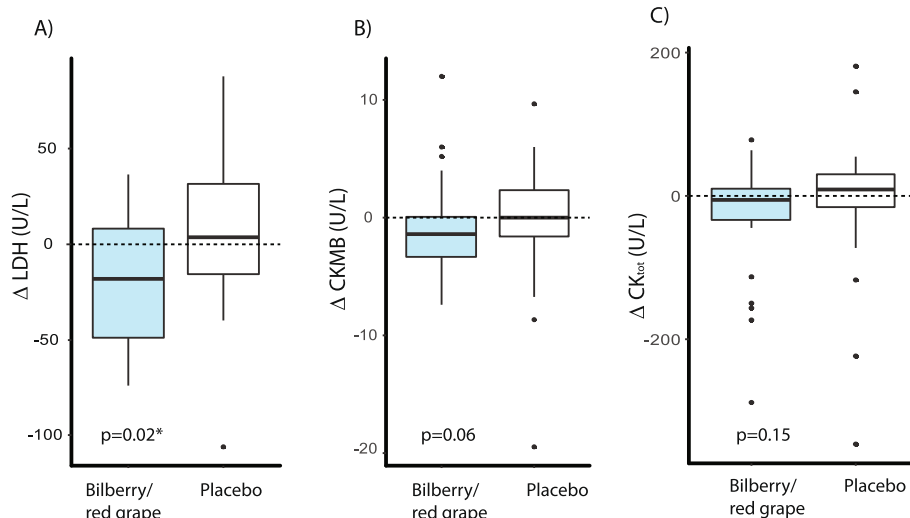 A)
Δ LDH (U/L)
50
0
-50
-100
p=0.02*
Bilberry/
red grape
Placebo
B)
Δ CKMB (U/L)
10
0
-10
-20
p=0.06
Bilberry/
red grape
Placebo
C)
Δ CKtot (U/L)
200
0
-200
p=0.15
Bilberry/
red grape
Placebo